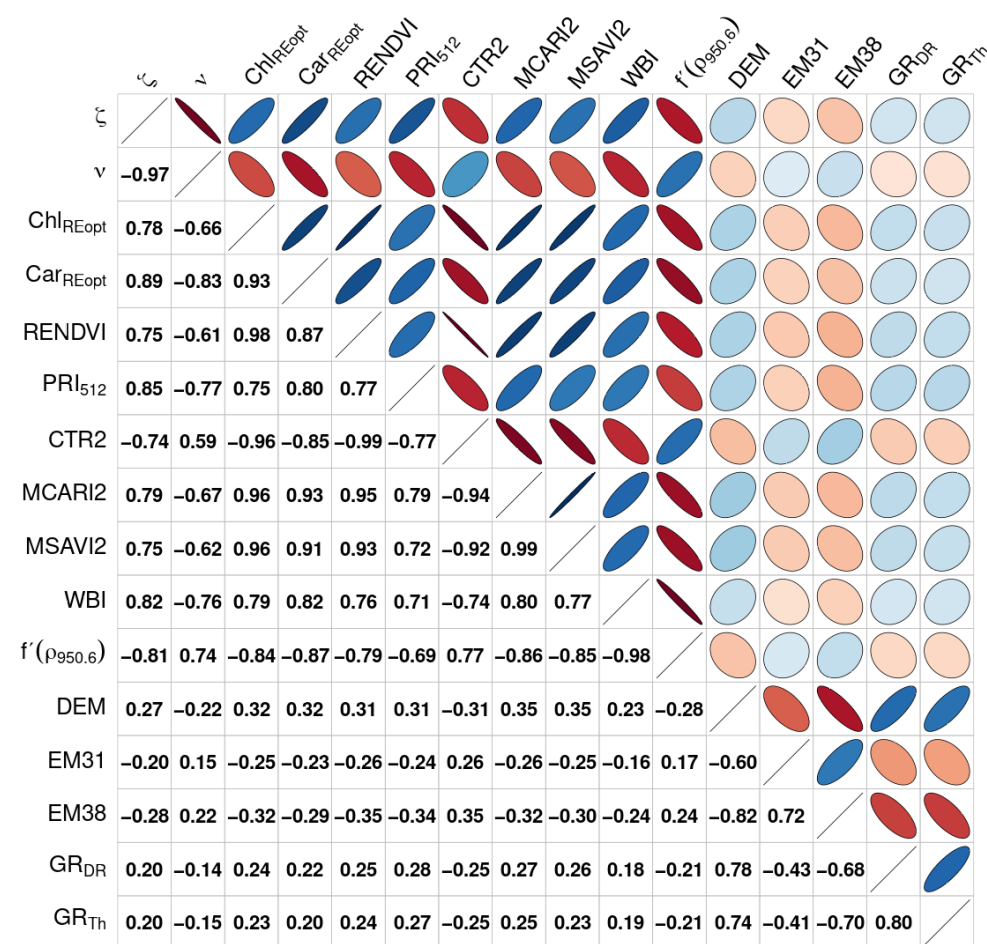 ζ ν Chl_REopt Car_REopt RENDVI PRI_512 CTR2 MCARI2 MSAVI2 WBI f′(ρ_950.6) DEM EM31 EM38 GR_DR GR_Th
ζ
ν −0.97
Chl_REopt 0.78 −0.66
Car_REopt 0.89 −0.83 0.93
RENDVI 0.75 −0.61 0.98 0.87
PRI_512 0.85 −0.77 0.75 0.80 0.77
CTR2 −0.74 0.59 −0.96 −0.85 −0.99 −0.77
MCARI2 0.79 −0.67 0.96 0.93 0.95 0.79 −0.94
MSAVI2 0.75 −0.62 0.96 0.91 0.93 0.72 −0.92 0.99
WBI 0.82 −0.76 0.79 0.82 0.76 0.71 −0.74 0.80 0.77
f′(ρ_950.6) −0.81 0.74 −0.84 −0.87 −0.79 −0.69 0.77 −0.86 −0.85 −0.98
DEM 0.27 −0.22 0.32 0.32 0.31 0.31 −0.31 0.35 0.35 0.23 −0.28
EM31 −0.20 0.15 −0.25 −0.23 −0.26 −0.24 0.26 −0.26 −0.25 −0.16 0.17 −0.60
EM38 −0.28 0.22 −0.32 −0.29 −0.35 −0.34 0.35 −0.32 −0.30 −0.24 0.24 −0.82 0.72
GR_DR 0.20 −0.14 0.24 0.22 0.25 0.28 −0.25 0.27 0.26 0.18 −0.21 0.78 −0.43 −0.68
GR_Th 0.20 −0.15 0.23 0.20 0.24 0.27 −0.25 0.25 0.23 0.19 −0.21 0.74 −0.41 −0.70 0.80